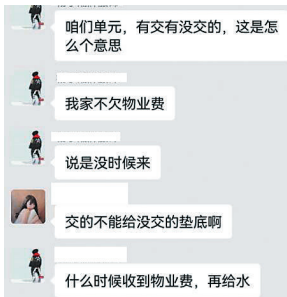 咱们单元，有交有没交的，这是怎
么个意思
我家不欠物业费
说是没时候来
交的不能给没交的垫底啊
什么时候收到物业费，再给水